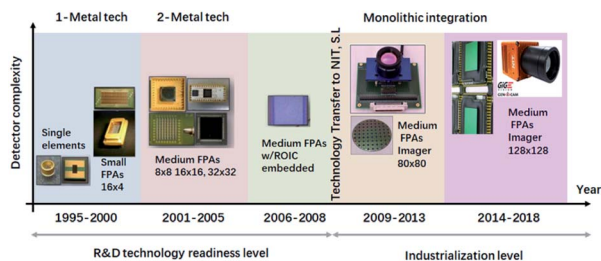 1-Metal tech
2-Metal tech
Monolithic integration
Detector complexity
Single
elements
Small
FPAs
16x4
Medium FPAs
8x8 16x16, 32x32
Medium FPAs
w/ROIC
embedded
Technology Transfer to NIT, S.L
Medium
FPAs
Imager
80x80
NIT
GIGE
Medium
FPAs
Imager
128x128
Year
1995-2000
2001-2005
2006-2008
2009-2013
2014-2018
R&D technology readiness level
Industrialization level